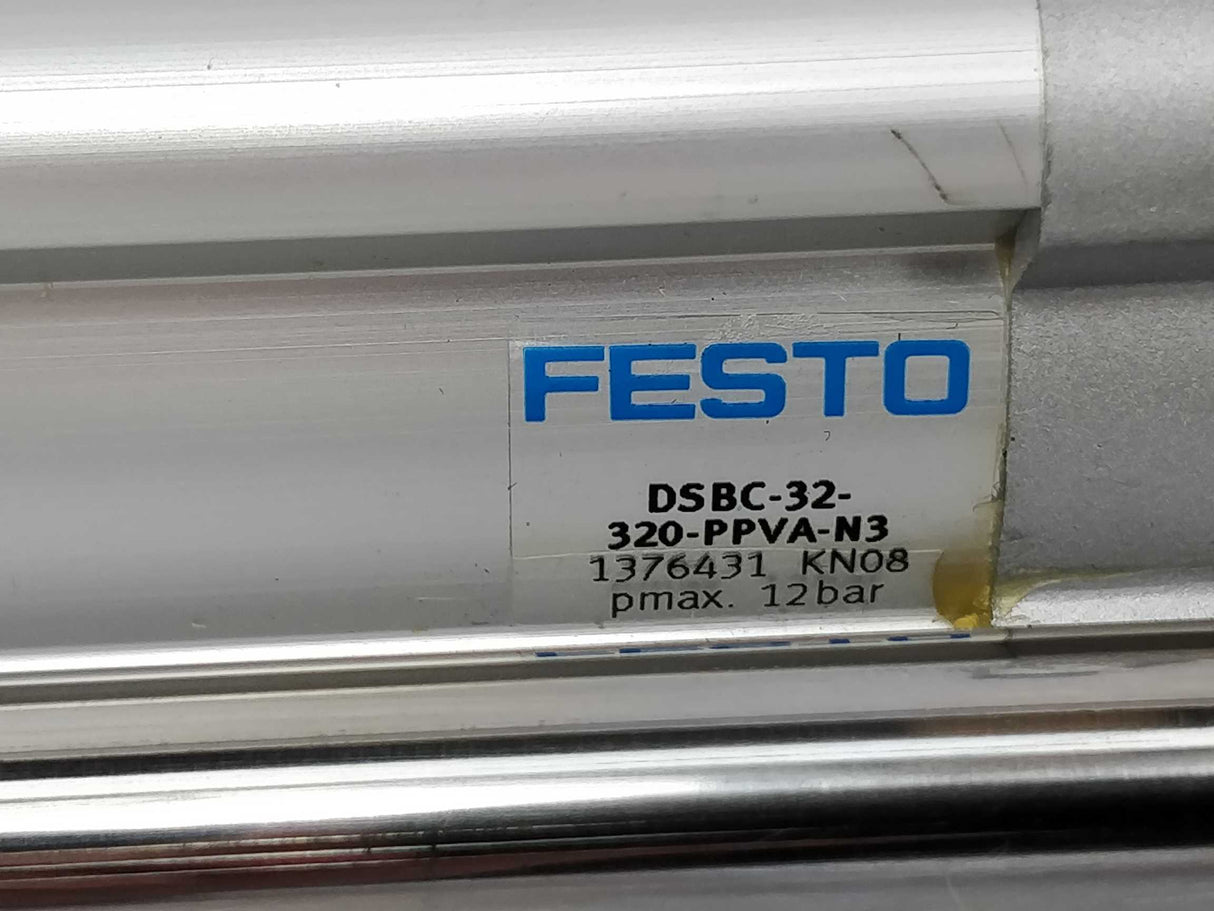 FESTO
DSBC-32-
320-PPVA-N3
1376431 KN08
pmax. 12bar